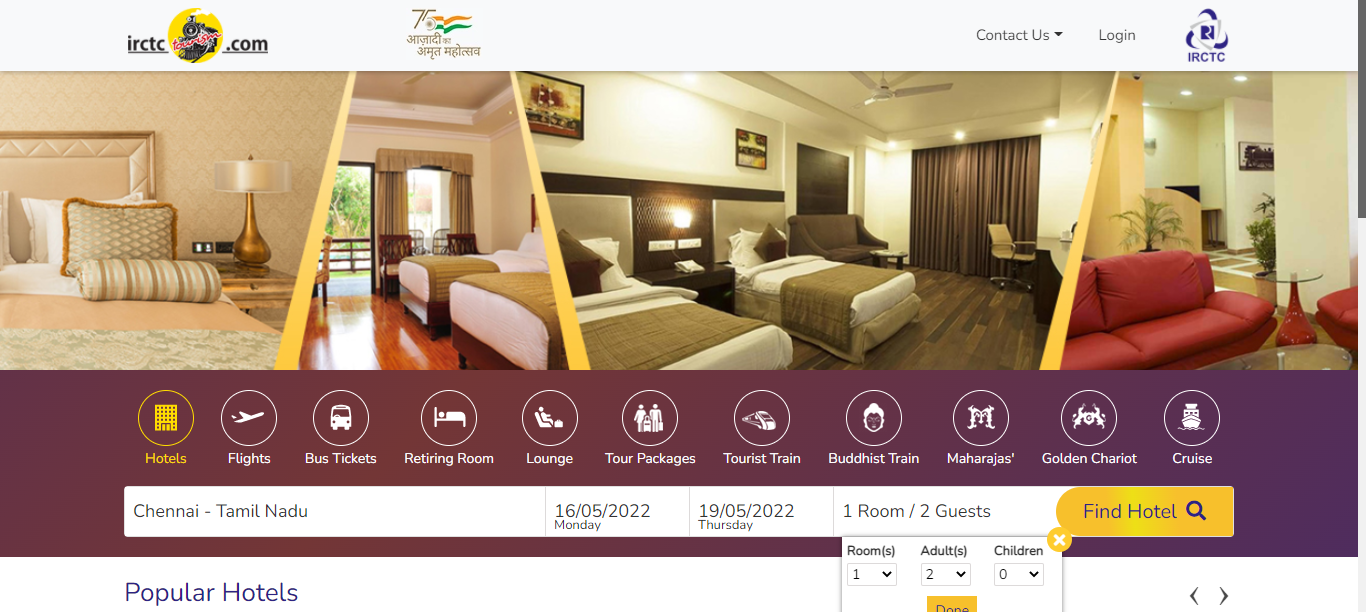 irctc tourism .com
75
आज़ादी का
अमृत महोत्सव
Contact Us
Login
IRCTC
Hotels
Flights
Bus Tickets
Retiring Room
Lounge
Tour Packages
Tourist Train
Buddhist Train
Maharajas'
Golden Chariot
Cruise
Chennai - Tamil Nadu
16/05/2022
Monday
19/05/2022
Thursday
1 Room / 2 Guests
Find Hotel
Room(s)
Adult(s)
Children
1
2
0
Done
Popular Hotels